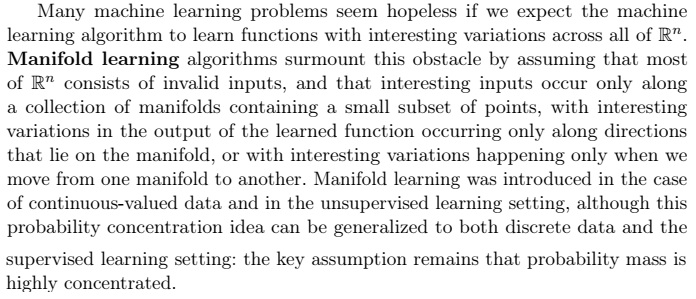 Many machine learning problems seem hopeless if we expect the machine
learning algorithm to learn functions with interesting variations across all of ℝⁿ.
Manifold learning algorithms surmount this obstacle by assuming that most
of ℝⁿ consists of invalid inputs, and that interesting inputs occur only along
a collection of manifolds containing a small subset of points, with interesting
variations in the output of the learned function occurring only along directions
that lie on the manifold, or with interesting variations happening only when we
move from one manifold to another. Manifold learning was introduced in the case
of continuous-valued data and in the unsupervised learning setting, although this
probability concentration idea can be generalized to both discrete data and the
supervised learning setting: the key assumption remains that probability mass is
highly concentrated.